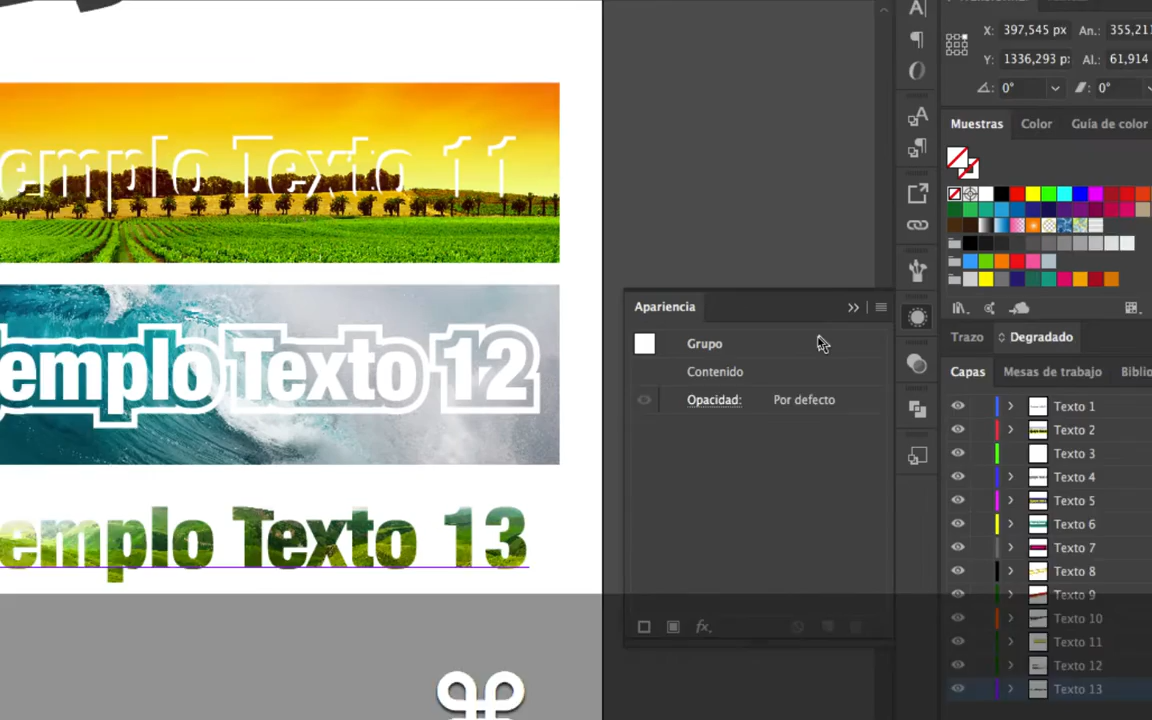 X: 397,545 px An.: 355,211
Y: 1336,293 p: Al.: 61,914
0° 0°
Muestras Color Guía de color
emplo Texto 11
Apariencia
Grupo
Contenido
Opacidad: Por defecto
Trazo Degradado
Capas Mesas de trabajo Biblio
Texto 1
Texto 2
Texto 3
Texto 4
Texto 5
Texto 6
Texto 7
Texto 8
Texto 9
Texto 10
Texto 11
Texto 12
Texto 13
emplo Texto 12
emplo Texto 13
fx.
⌘